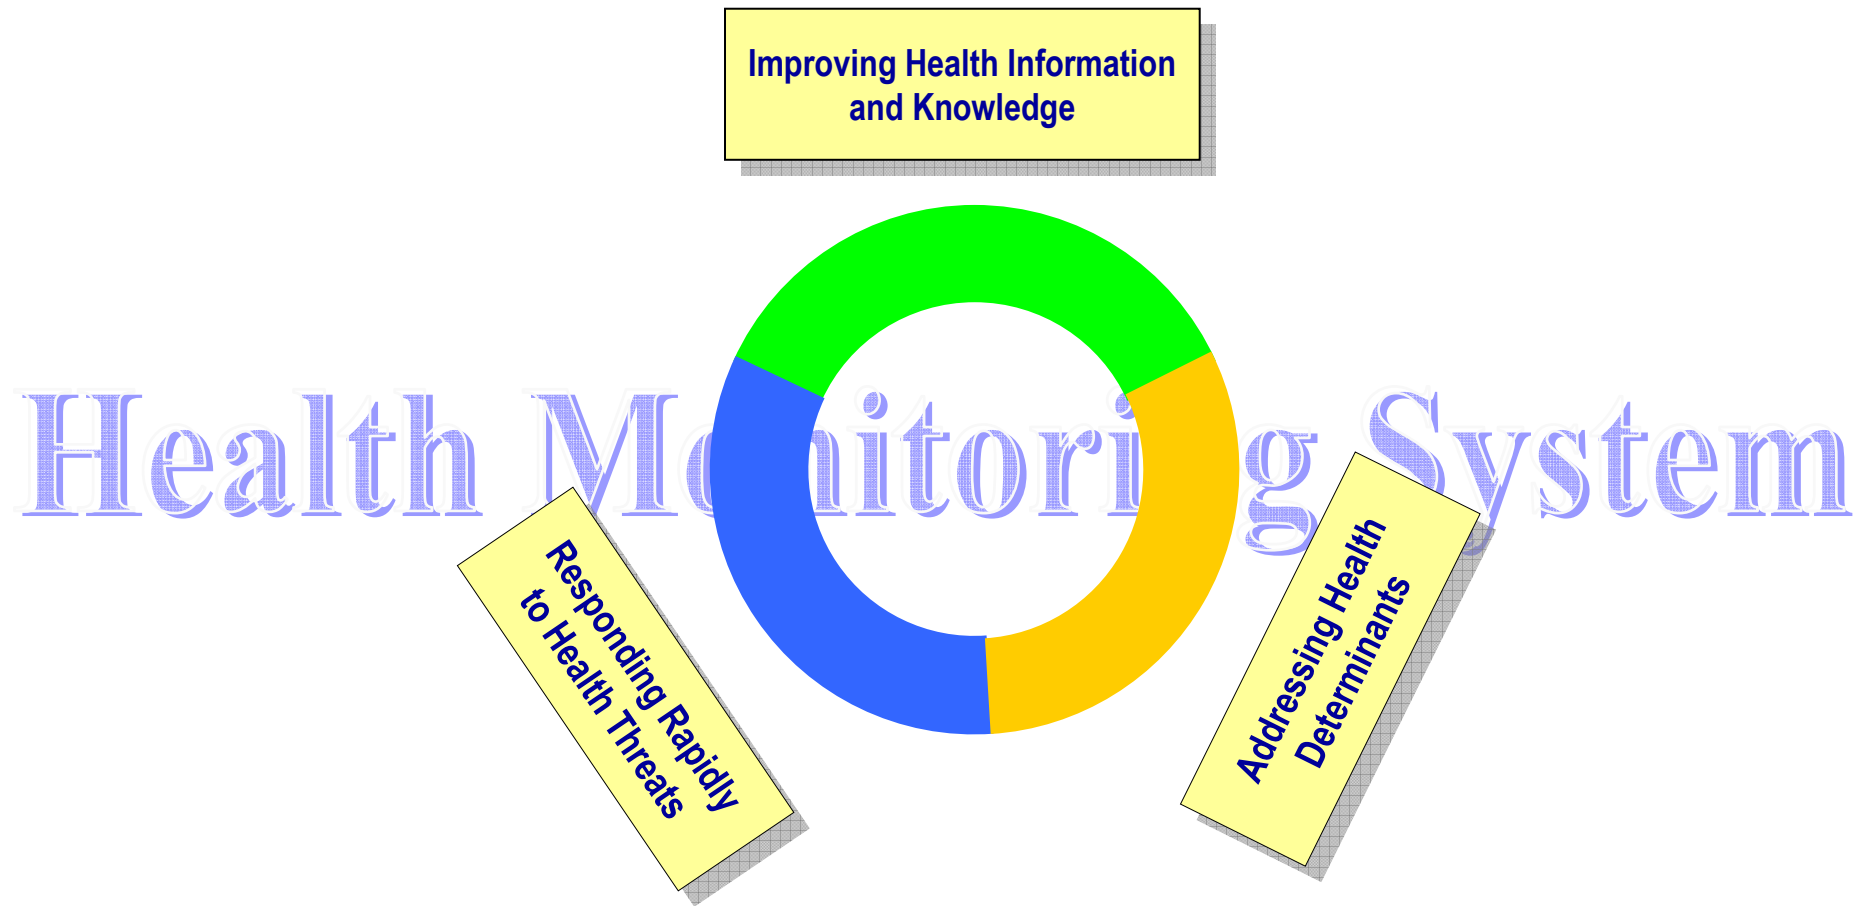 Improving Health Information
and Knowledge
Health Monitoring System
Responding Rapidly
to Health Threats
Addressing Health
Determinants